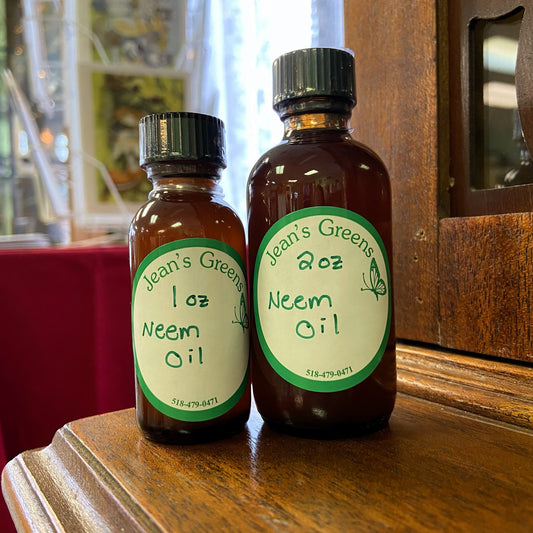 Jean's Greens
1 oz
Neem
Oil
518-479-0471
Jean's Greens
2 oz
Neem
Oil
518-479-0471